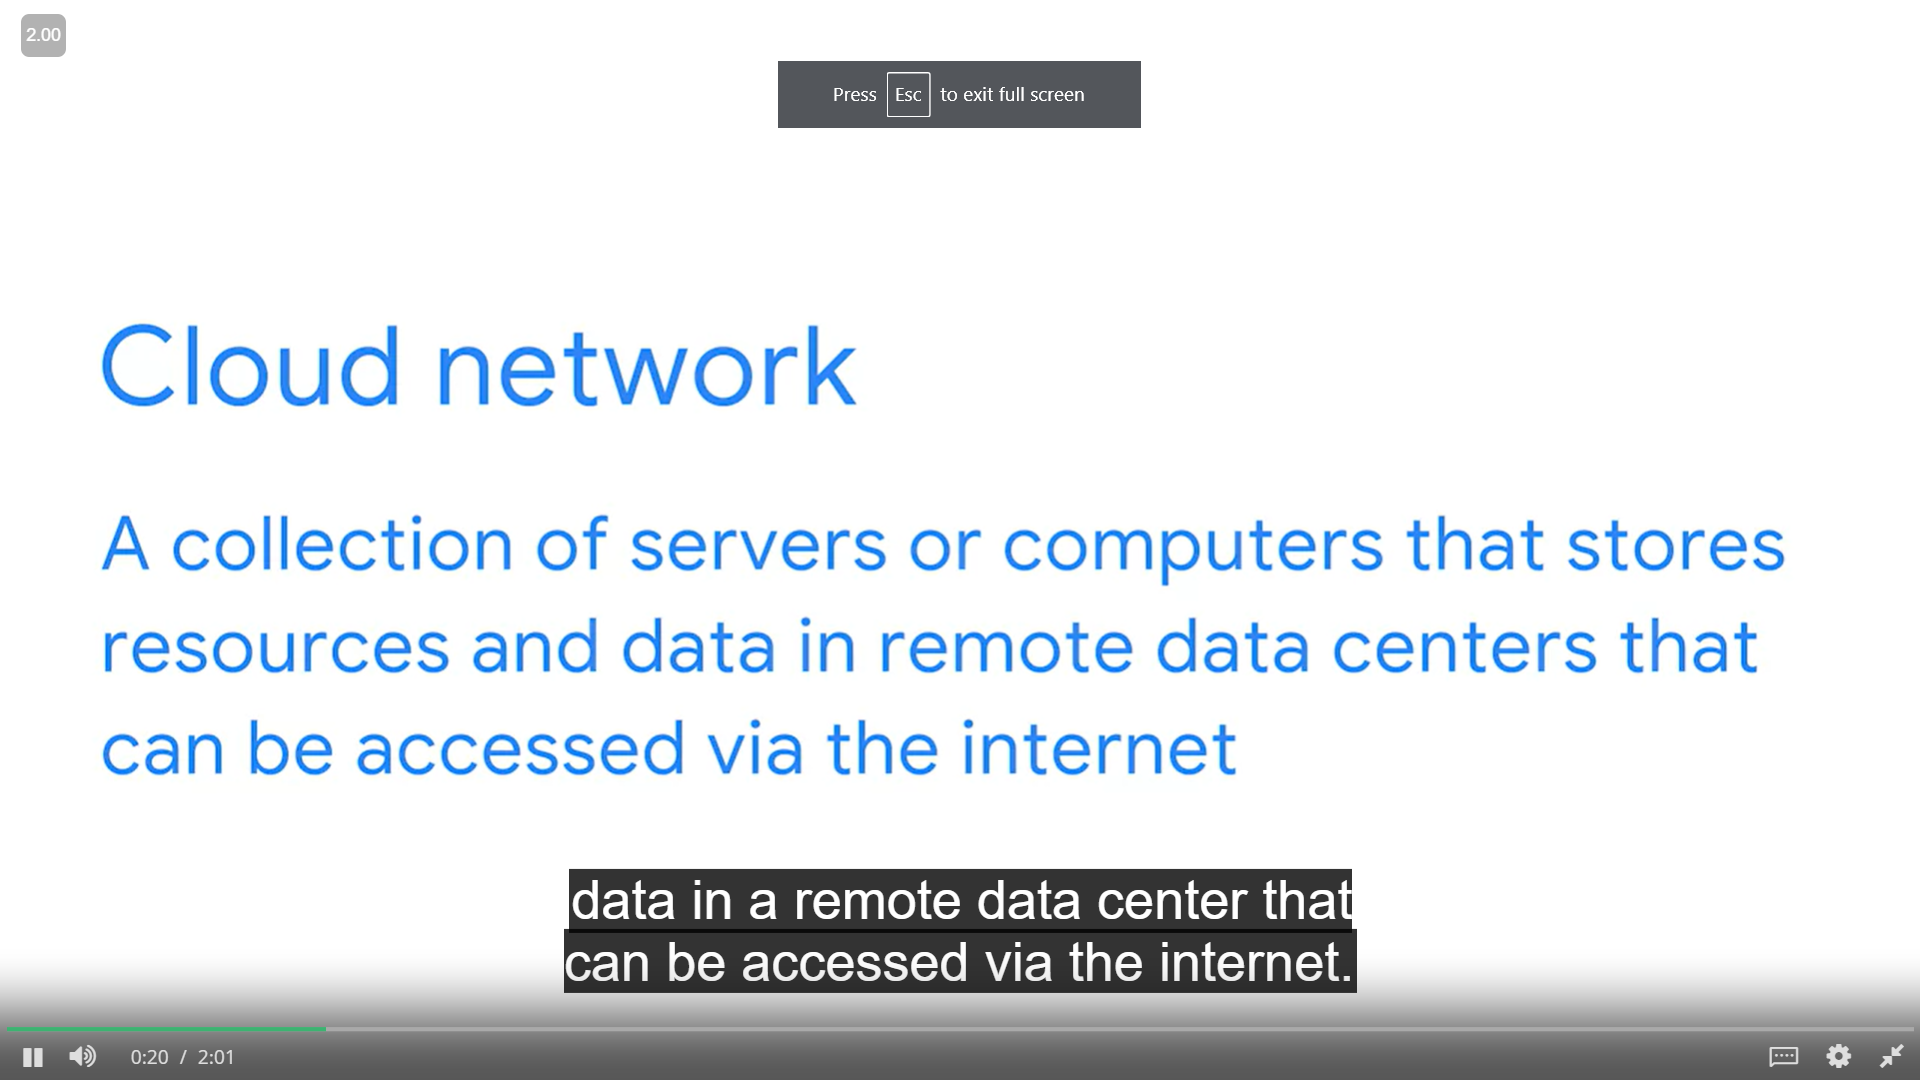 2.00
Press Esc to exit full screen
Cloud network
A collection of servers or computers that stores
resources and data in remote data centers that
can be accessed via the internet
data in a remote data center that
can be accessed via the internet.
0:20 / 2:01